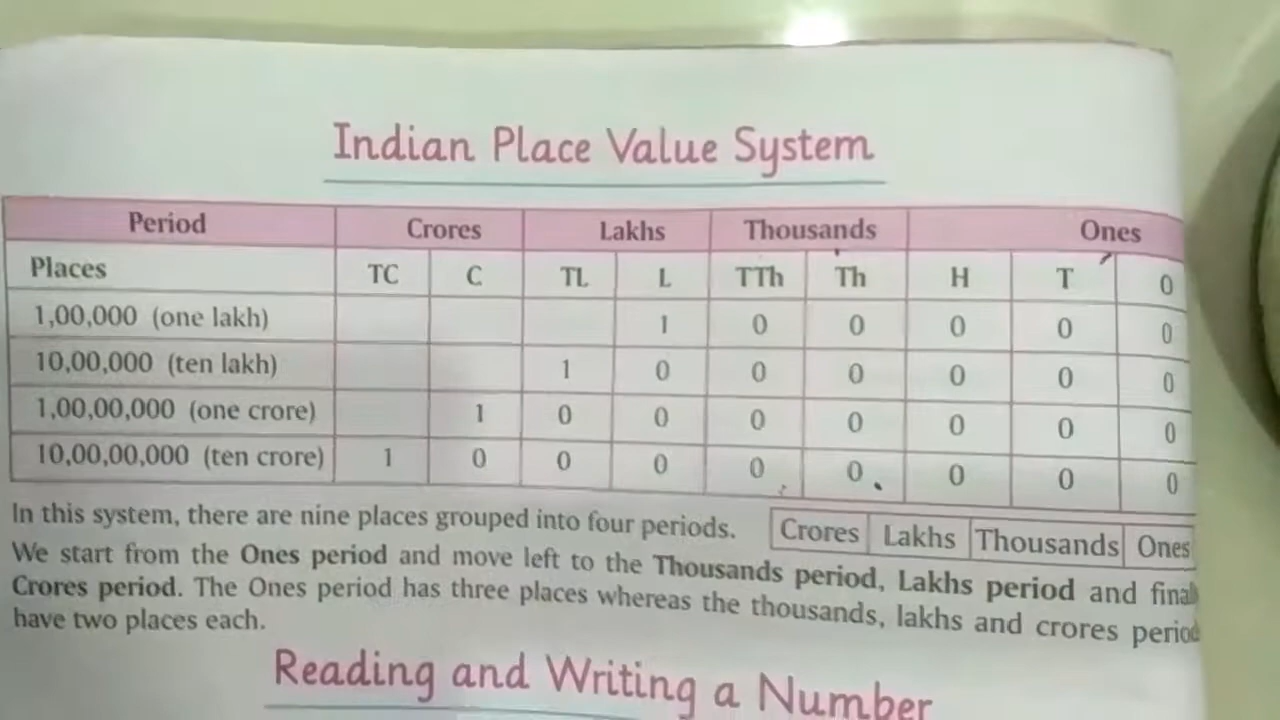 Indian Place Value System
Period Crores Lakhs Thousands Ones
Places TC C TL L TTh Th H T O
1,00,000 (one lakh) 1 0 0 0 0 0
10,00,000 (ten lakh) 1 0 0 0 0 0 0
1,00,00,000 (one crore) 1 0 0 0 0 0 0 0
10,00,00,000 (ten crore) 1 0 0 0 0 0 0 0 0
In this system, there are nine places grouped into four periods. Crores Lakhs Thousands Ones
We start from the Ones period and move left to the Thousands period, Lakhs period and final
Crores period. The Ones period has three places whereas the thousands, lakhs and crores period
have two places each.
Reading and Writing a Number